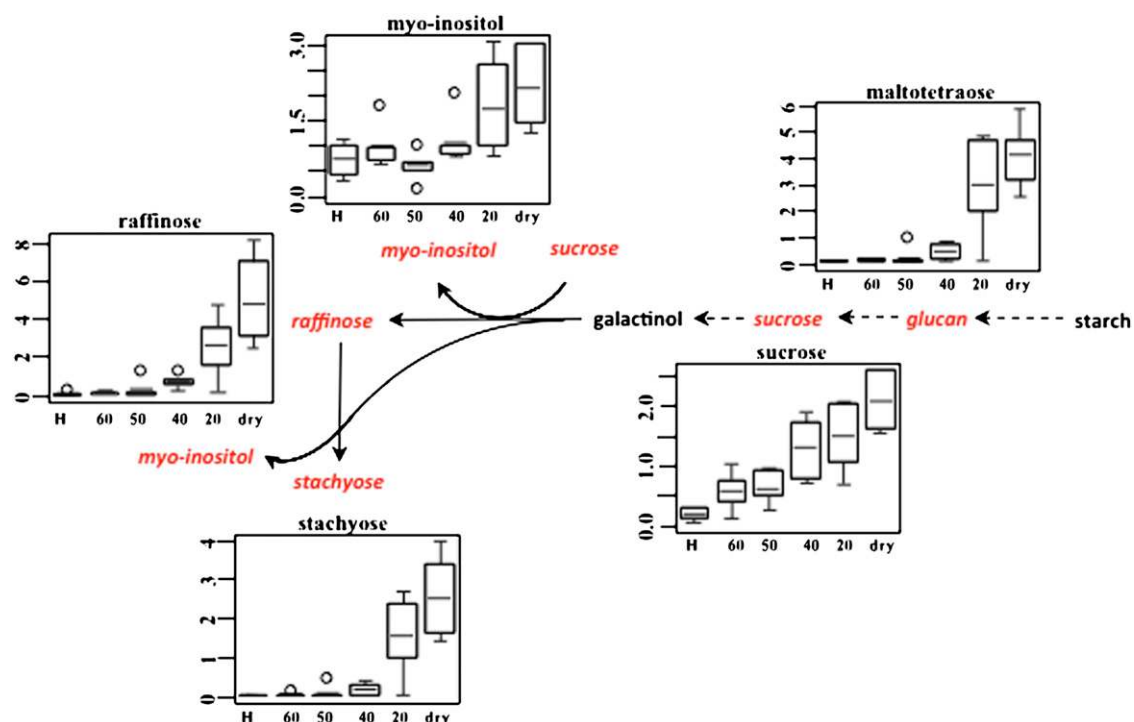 myo-inositol
3.0
1.5
0.0
H 60 50 40 20 dry
maltotetraose
6
5
4
3
2
1
0
H 60 50 40 20 dry
raffinose
8
6
4
2
0
H 60 50 40 20 dry
myo-inositol sucrose
raffinose galactinol sucrose glucan starch
sucrose
2.0
1.0
0.0
H 60 50 40 20 dry
myo-inositol
stachyose
stachyose
4
3
2
1
0
H 60 50 40 20 dry